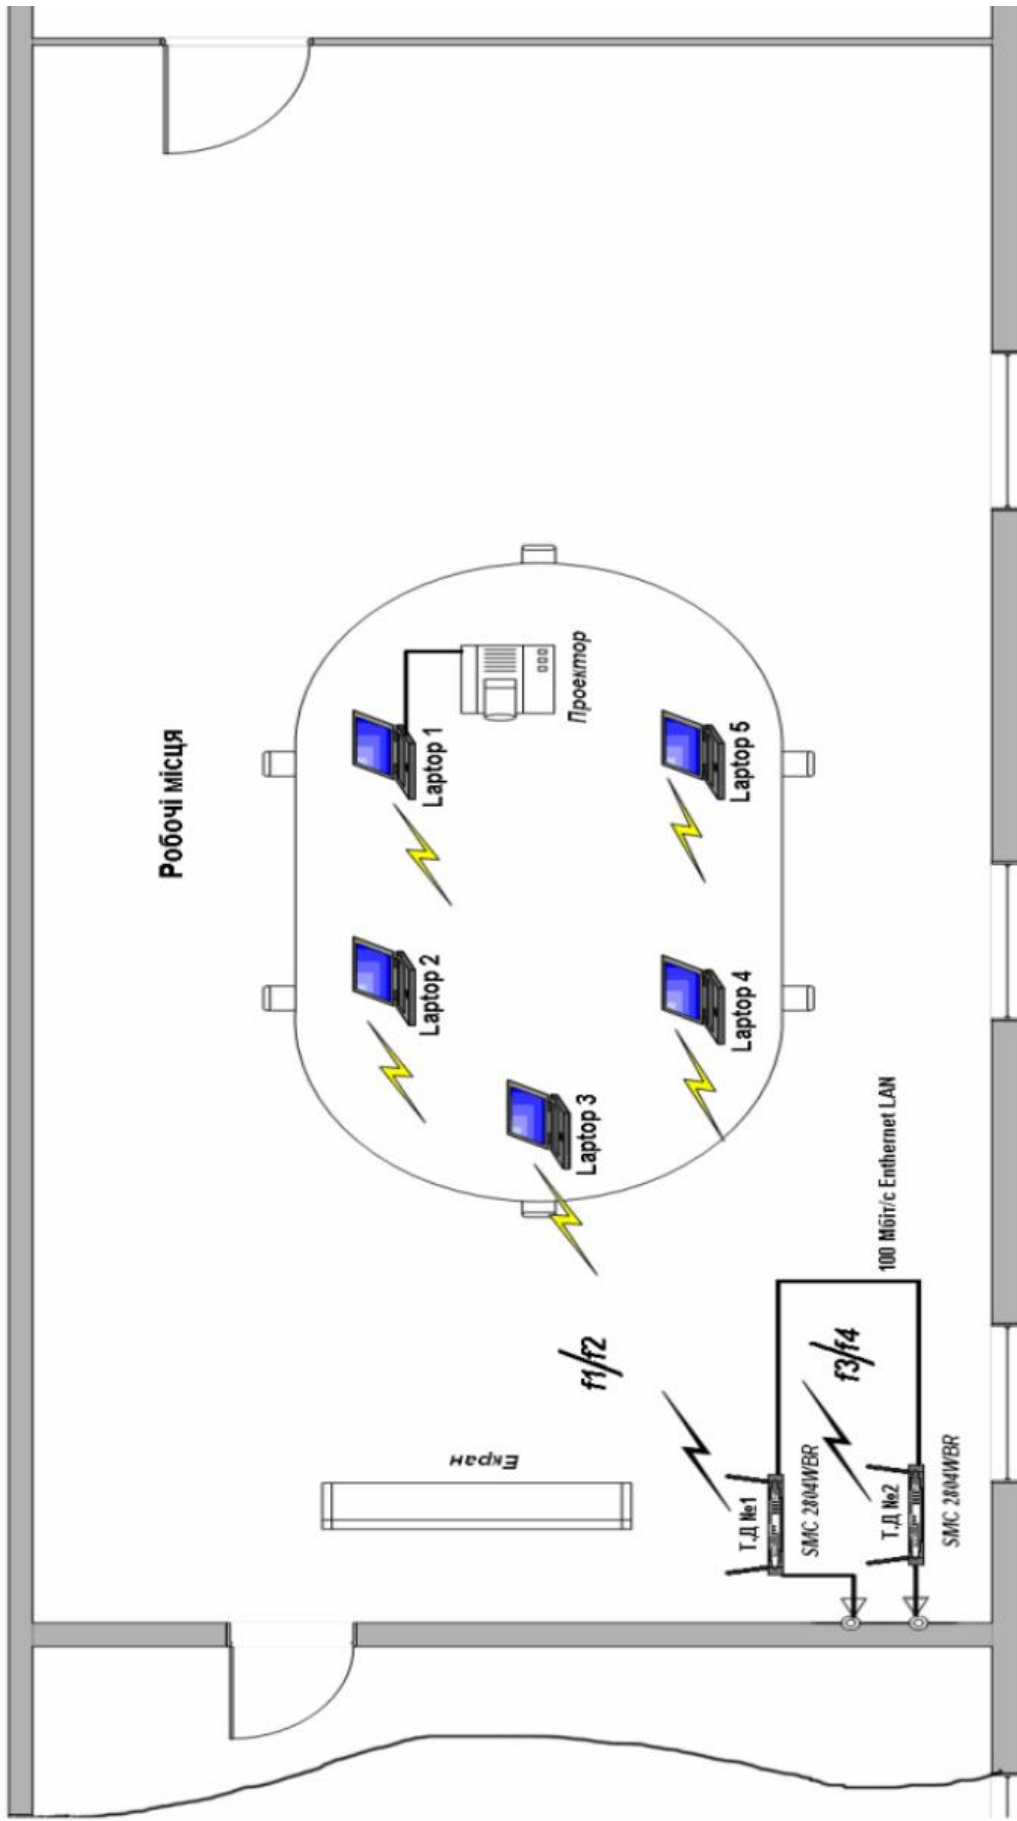 Робочі місця
Laptop 1
Проектор
Laptop 2
Laptop 3
Laptop 4
Laptop 5
Екран
f1/f2
f3/f4
100 Мбіт/с Enthernet LAN
Т.Д №1
SMC 2804WBR
Т.Д №2
SMC 2804WBR